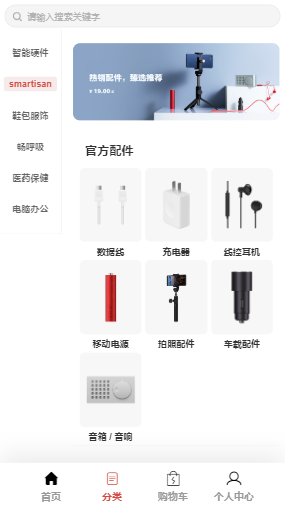 请输入搜索关键字
智能硬件
smartisan
鞋包服饰
畅呼吸
医药保健
电脑办公
热销配件，臻选推荐
¥ 19.00 起
官方配件
数据线
充电器
线控耳机
移动电源
拍照配件
车载配件
音箱 / 音响
首页
分类
购物车
个人中心